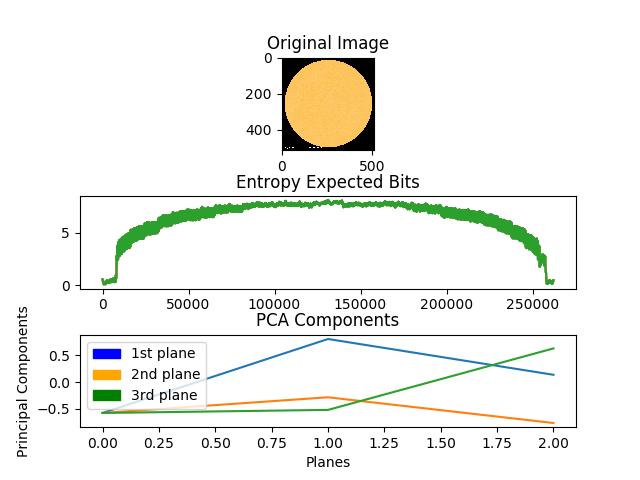 Original Image
0
200
400
0 500
Entropy Expected Bits
5
0
0 50000 100000 150000 200000 250000
PCA Components
Principal Components
1st plane
2nd plane
3rd plane
0.5
0.0
−0.5
0.00 0.25 0.50 0.75 1.00 1.25 1.50 1.75 2.00
Planes